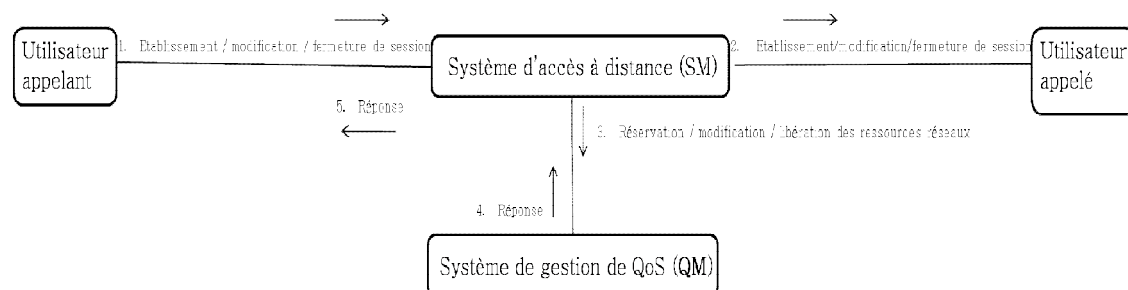 Utilisateur
appelant
1. Etablissement / modification / fermeture de session
Système d'accès à distance (SM)
2. Etablissement/modification/fermeture de session
Utilisateur
appelé
5. Réponse
3. Réservation / modification / libération des ressources réseaux
4. Réponse
Système de gestion de QoS (QM)